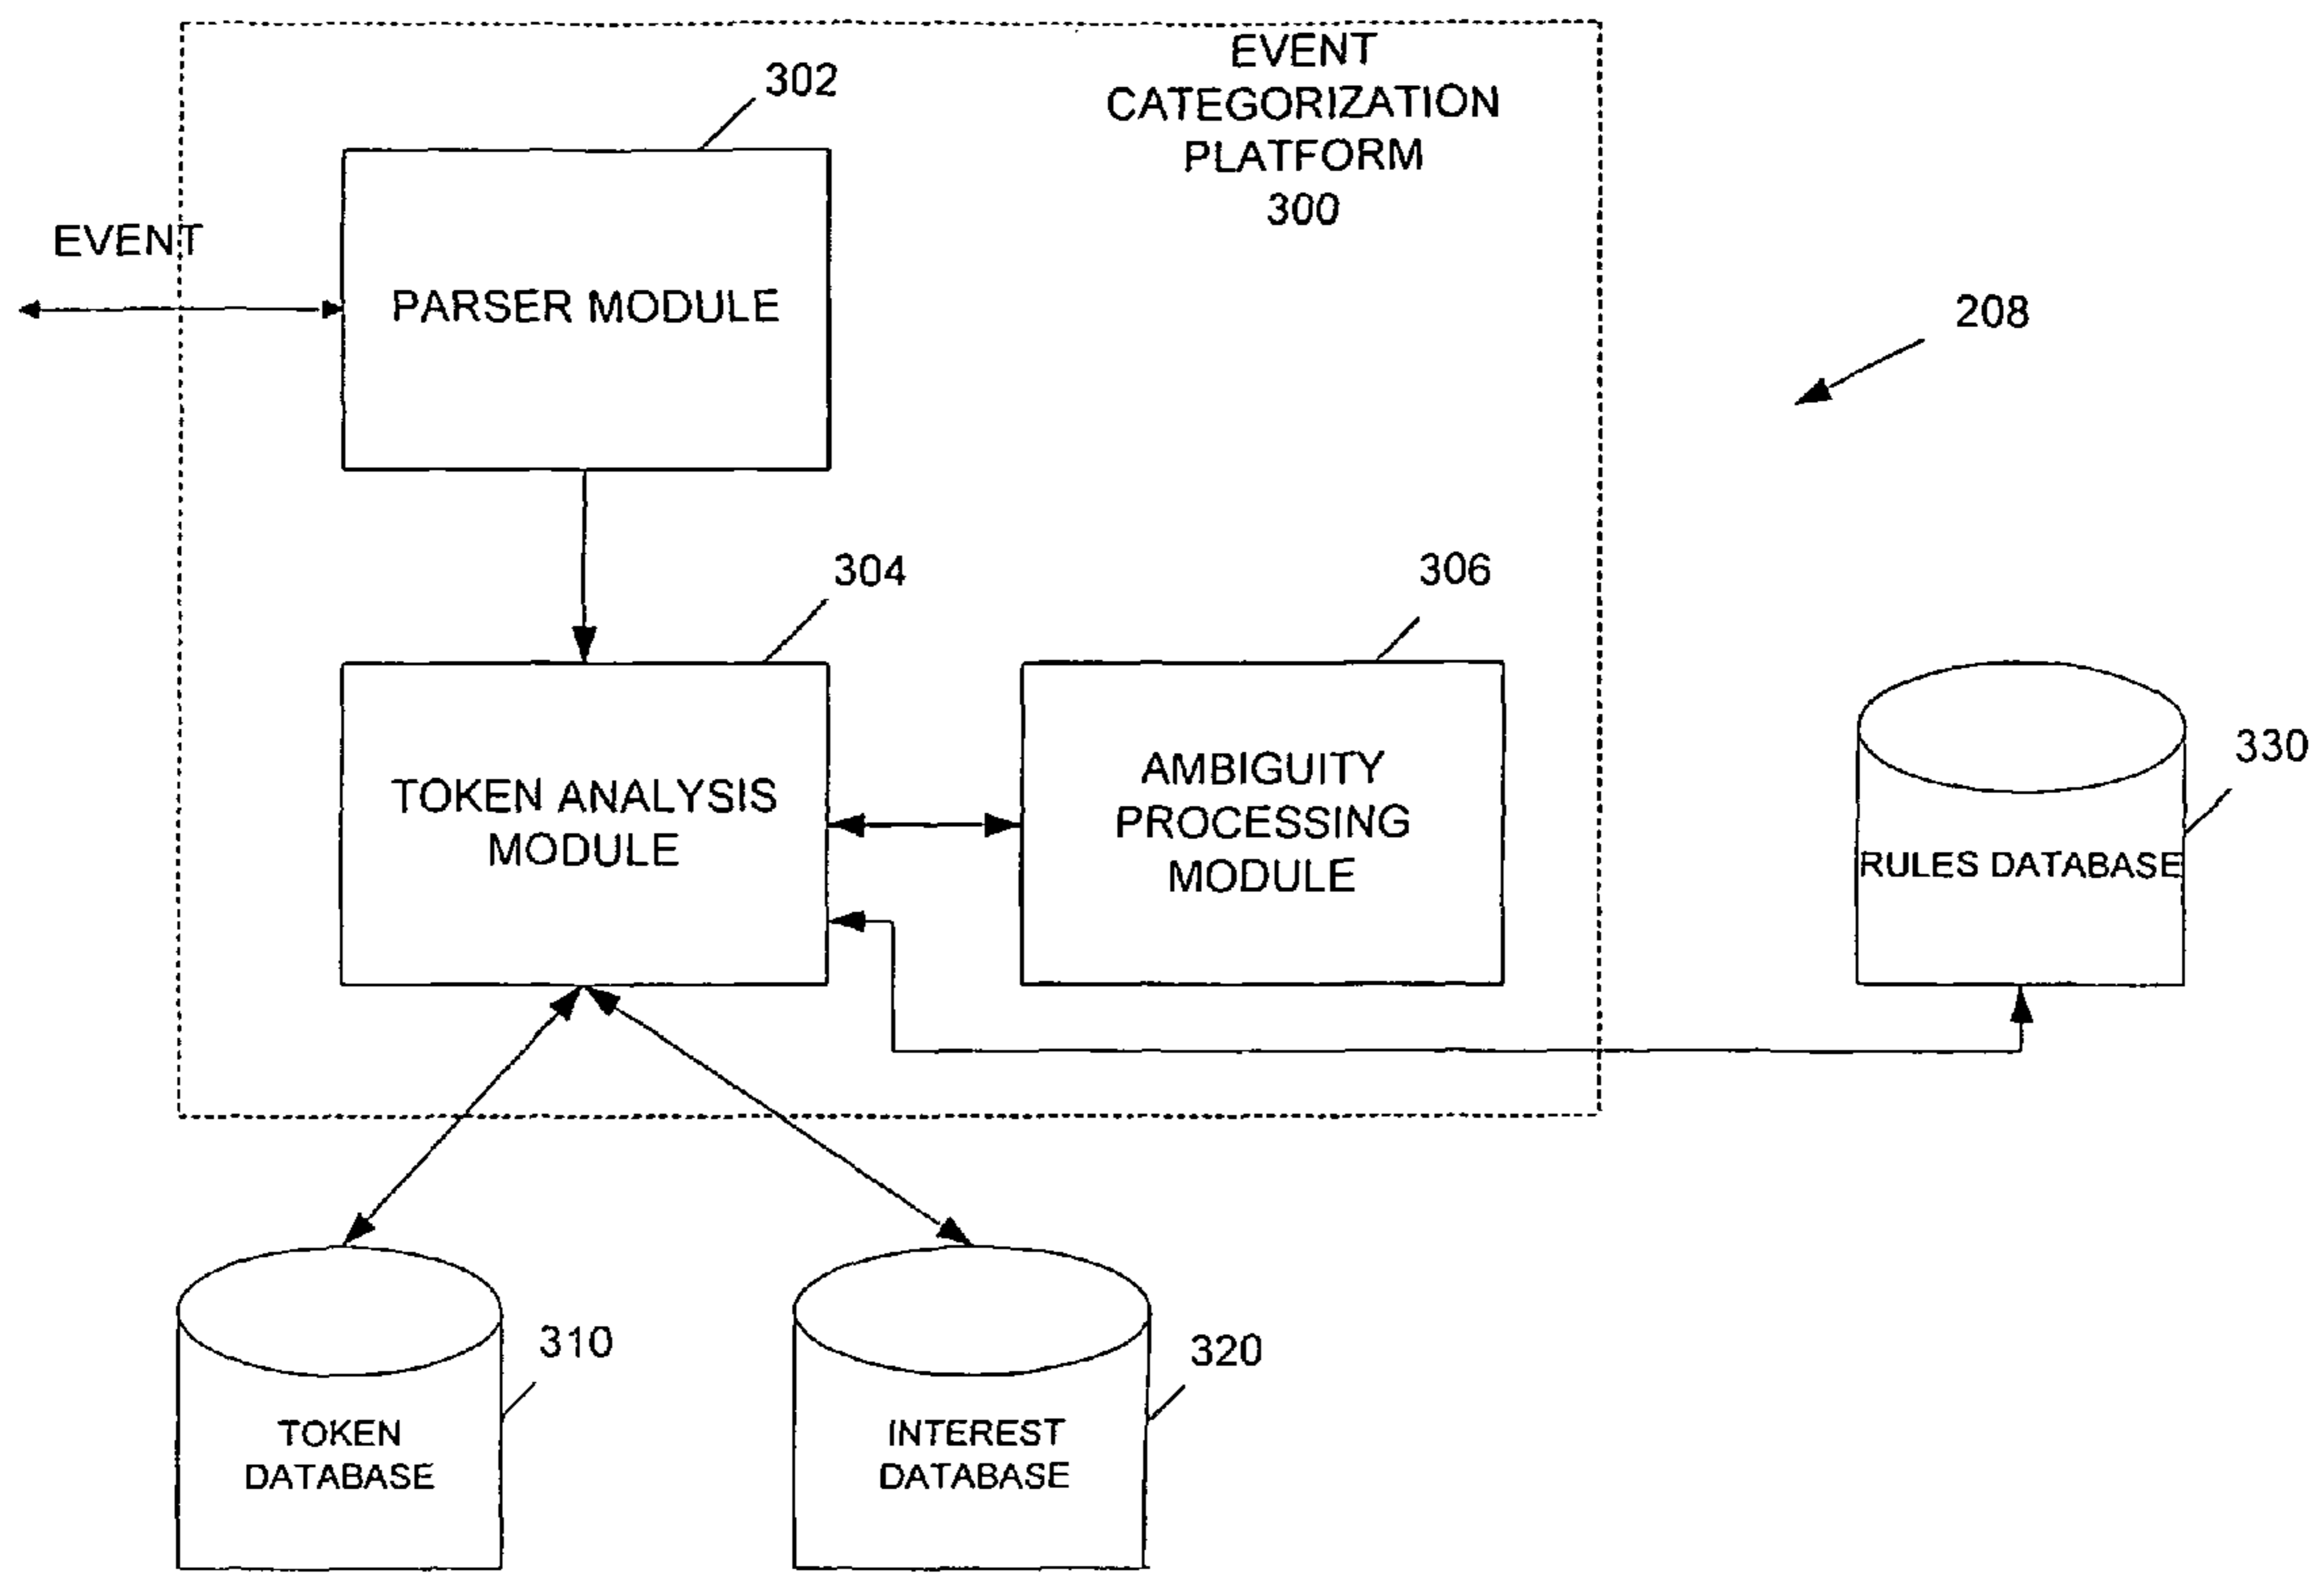 EVENT
CATEGORIZATION
PLATFORM
300
302
EVENT
PARSER MODULE
208
304
306
TOKEN ANALYSIS
MODULE
AMBIGUITY
PROCESSING
MODULE
330
RULES DATABASE
310
TOKEN
DATABASE
320
INTEREST
DATABASE